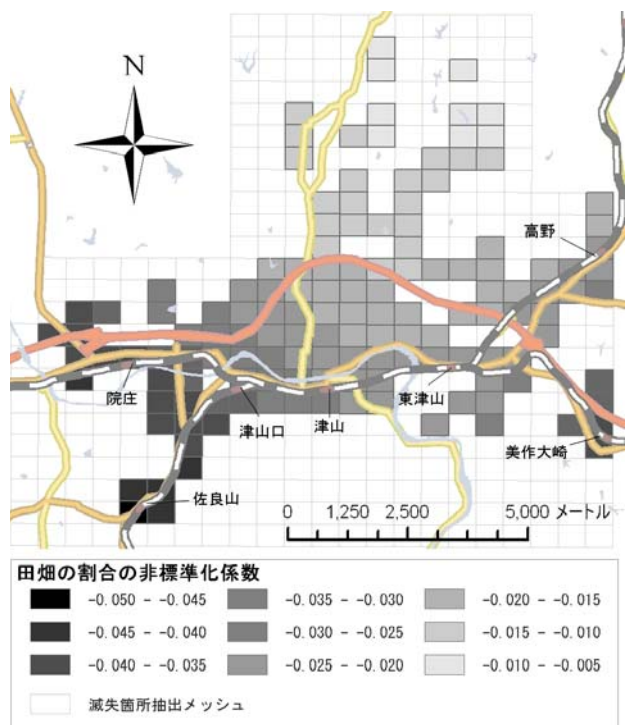 N
高野
院庄
津山口
津山
東津山
美作大崎
佐良山
0 1,250 2,500 5,000 メートル
田畑の割合の非標準化係数
-0.050 - -0.045 -0.035 - -0.030 -0.020 - -0.015
-0.045 - -0.040 -0.030 - -0.025 -0.015 - -0.010
-0.040 - -0.035 -0.025 - -0.020 -0.010 - -0.005
滅失箇所抽出メッシュ